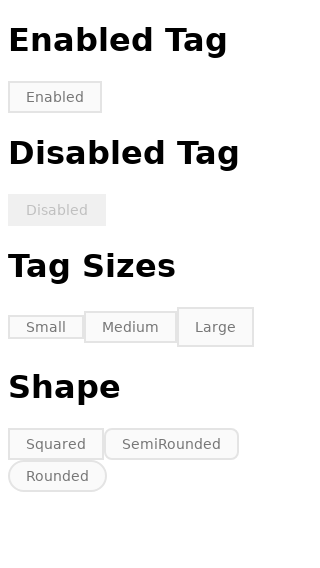 Enabled Tag
Enabled
Disabled Tag
Disabled
Tag Sizes
Small Medium Large
Shape
Squared SemiRounded
Rounded